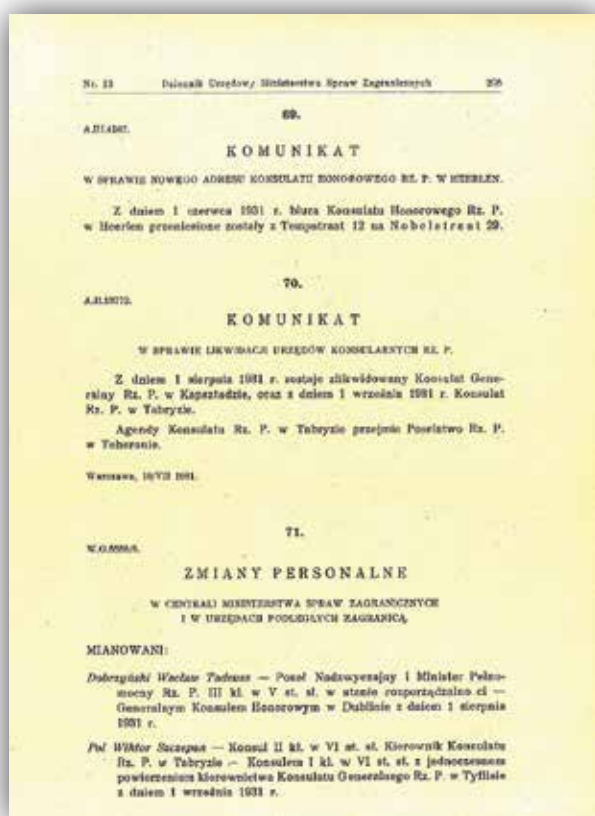 Nr. 13 Dziennik Urzędowy Ministerstwa Spraw Zagranicznych
69.
KOMUNIKAT
W SPRAWIE NOWEGO ADRESU KONSULATU HONOROWEGO RZ. P. W HEERLEN.
Z dniem 1 czerwca 1931 r. biura Konsulatu Honorowego Rz. P.
w Heerlen przeniesione zostały z Tempstraat 12 na Nobelstraat 29.
70.
KOMUNIKAT
W SPRAWIE LIKWIDACJI URZĘDÓW KONSULARNYCH RZ. P.
Z dniem 1 sierpnia 1931 r. zostaje zlikwidowany Konsulat Gene-
ralny Rz. P. w Kapsztadzie, oraz z dniem 1 września 1931 r. Konsulat
Rz. P. w Tabryzie.
Agendy Konsulatu Rz. P. w Tabryzie przejmie Poselstwo Rz. P.
w Teheranie.
Warszawa, 10/VII 1931.
71.
ZMIANY PERSONALNE
W CENTRALI MINISTERSTWA SPRAW ZAGRANICZNYCH
I W URZĘDACH PODLEGŁYCH ZAGRANICĄ.
MIANOWANI:
Dobrzyński Wacław Tadeusz — Poseł Nadzwyczajny i Minister Pełno-
mocny Rz. P. III kl. w V st. sł. w stanie rozporządzalno ci —
Generalnym Konsulem Honorowym w Dublinie z dniem 1 sierpnia
1931 r.
Pol Wiktor Szczepan — Konsul II kl. w VI st. sł. Kierownik Konsulatu
Rz. P. w Tabryzie — Konsulem I kl. w VI st. sł. z jednoczesnem
powierzeniem kierownictwa Konsulatu Generalnego Rz. P. w Tyflisie
z dniem 1 września 1931 r.